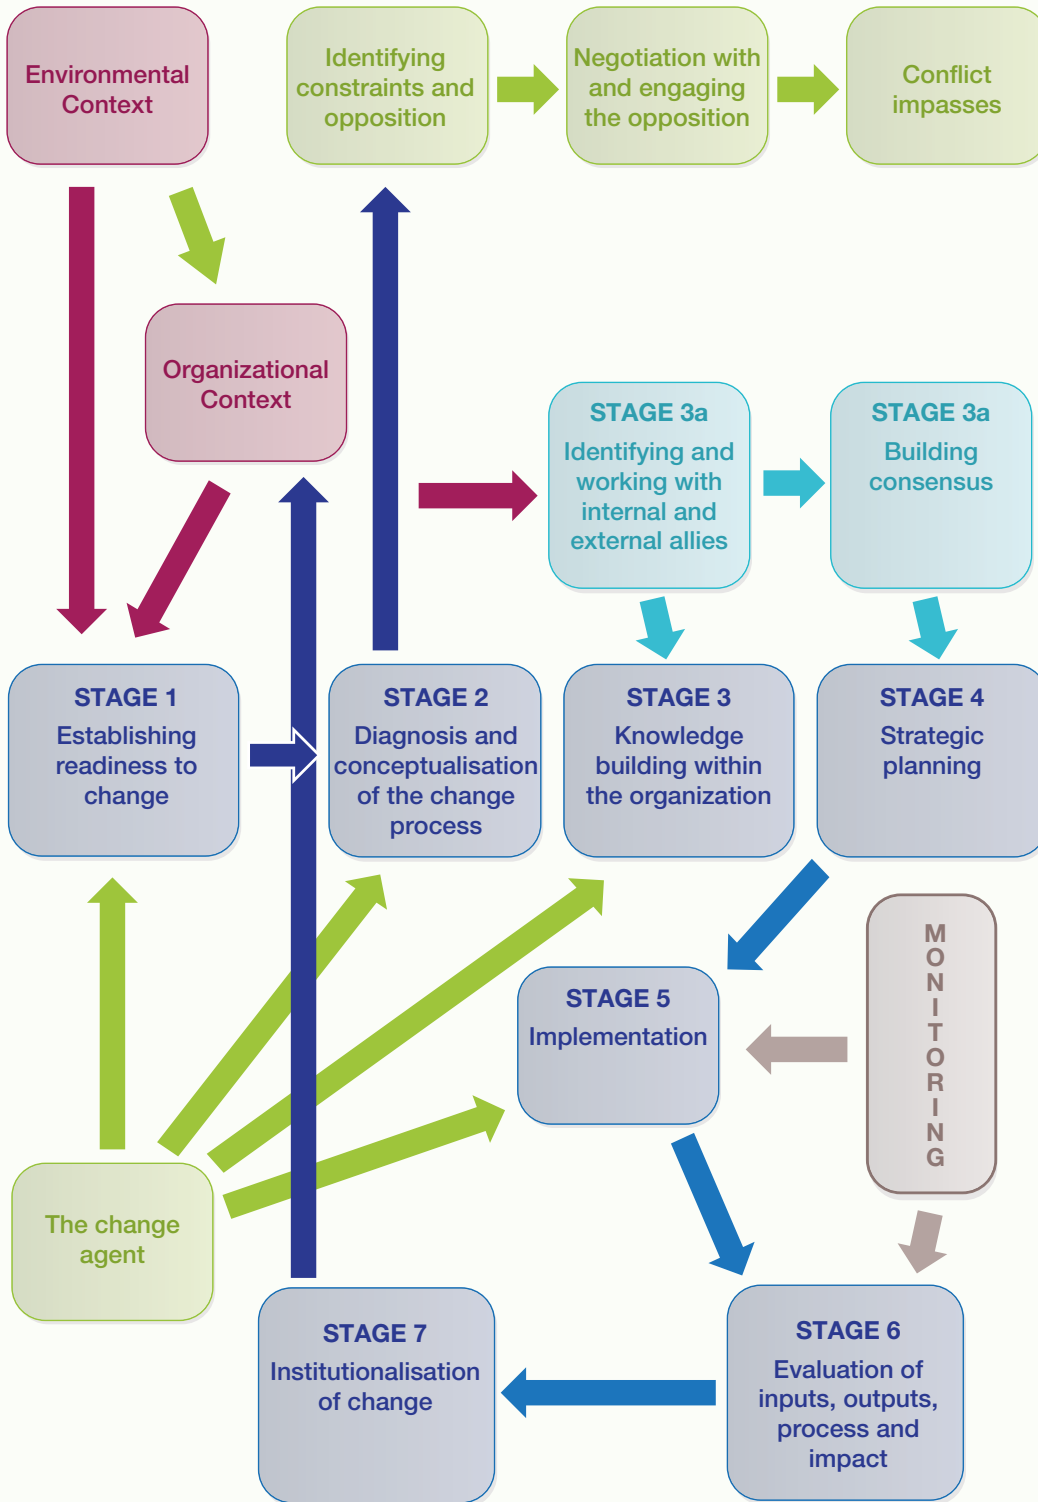 Environmental
Context
Identifying
constraints and
opposition
Negotiation with
and engaging
the opposition
Conflict
impasses
Organizational
Context
STAGE 3a
Identifying and
working with
internal and
external allies
STAGE 3a
Building
consensus
STAGE 1
Establishing
readiness to
change
STAGE 2
Diagnosis and
conceptualisation
of the change
process
STAGE 3
Knowledge
building within
the organization
STAGE 4
Strategic
planning
STAGE 5
Implementation
MONITORING
The change
agent
STAGE 7
Institutionalisation
of change
STAGE 6
Evaluation of
inputs, outputs,
process and
impact